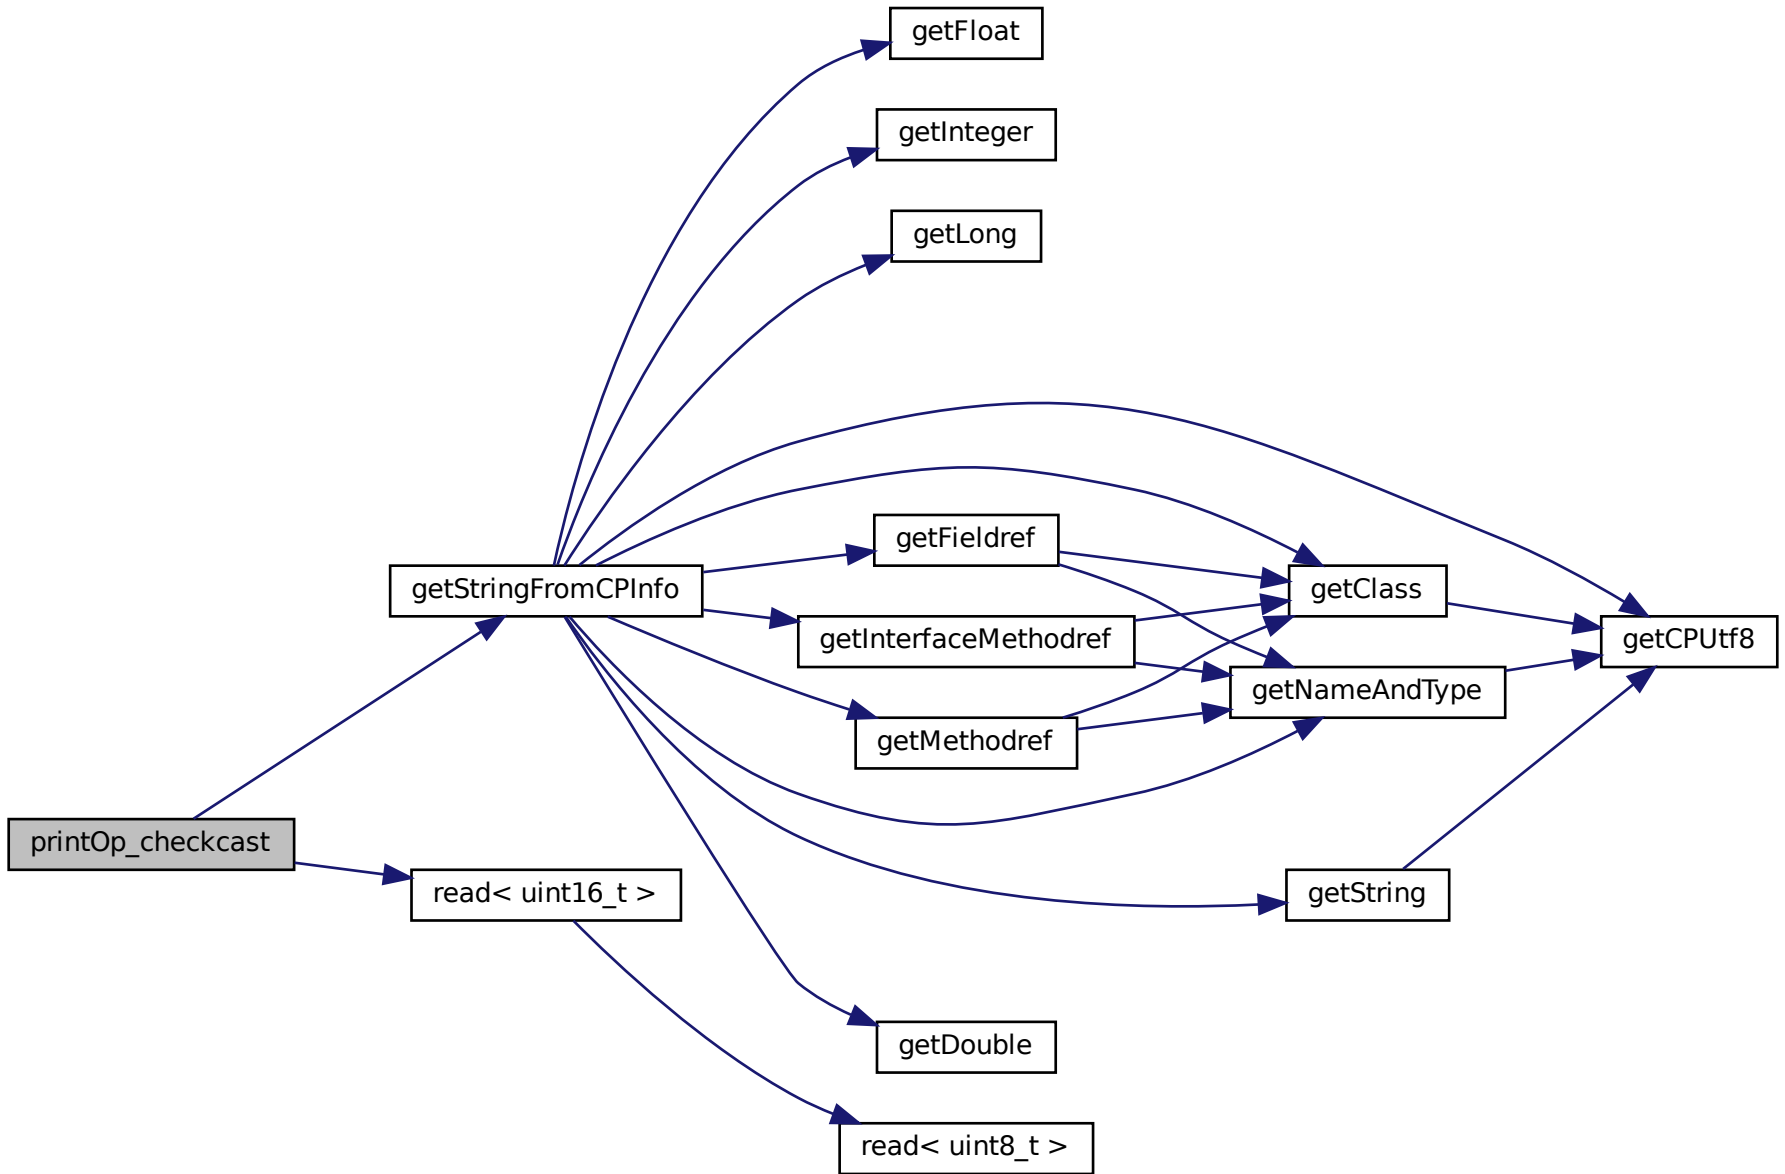 getFloat
getInteger
getLong
getFieldref
getStringFromCPInfo
getClass
getInterfaceMethodref
getCPUtf8
getNameAndType
getMethodref
printOp_checkcast
read< uint16_t >
getString
getDouble
read< uint8_t >